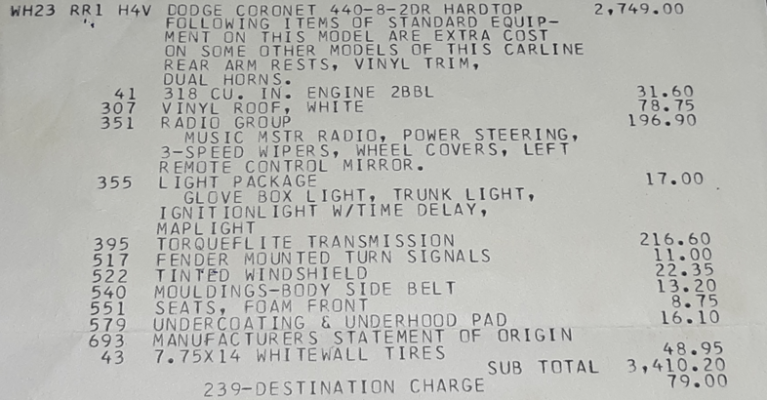 WH23 RR1 H4V DODGE CORONET 440-8-2DR HARDTOP 2,749.00
FOLLOWING ITEMS OF STANDARD EQUIP-
MENT ON THIS MODEL ARE EXTRA COST
ON SOME OTHER MODELS OF THIS CARLINE
REAR ARM RESTS, VINYL TRIM,
DUAL HORNS.
41 318 CU. IN. ENGINE 2BBL 31.60
307 VINYL ROOF, WHITE 78.75
351 RADIO GROUP 196.90
MUSIC MSTR RADIO, POWER STEERING,
3-SPEED WIPERS, WHEEL COVERS, LEFT
REMOTE CONTROL MIRROR.
355 LIGHT PACKAGE 17.00
GLOVE BOX LIGHT, TRUNK LIGHT,
IGNITIONLIGHT W/TIME DELAY,
MAPLIGHT
395 TORQUEFLITE TRANSMISSION 216.60
517 FENDER MOUNTED TURN SIGNALS 11.00
522 TINTED WINDSHIELD 22.35
540 MOULDINGS-BODY SIDE BELT 13.20
551 SEATS, FOAM FRONT 8.75
579 UNDERCOATING & UNDERHOOD PAD 16.10
693 MANUFACTURERS STATEMENT OF ORIGIN
43 7.75X14 WHITEWALL TIRES 48.95
SUB TOTAL 3,410.20
239-DESTINATION CHARGE 79.00